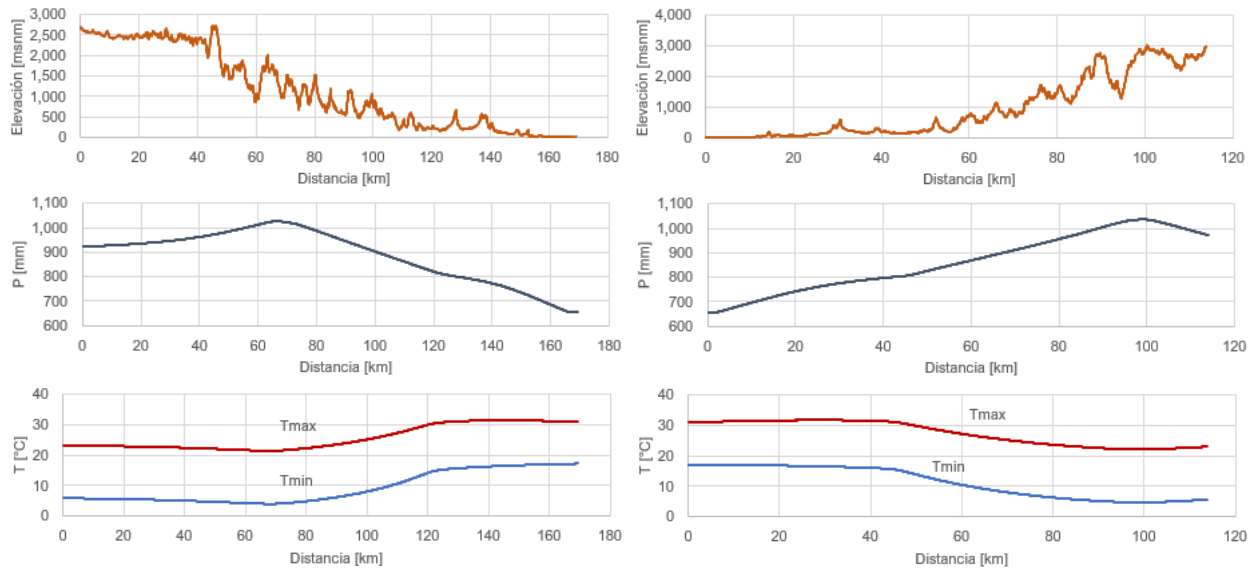 Elevación [msnm]
3,000
2,500
2,000
1,500
1,000
500
0
0 20 40 60 80 100 120 140 160 180
Distancia [km]
Elevación [msnm]
4,000
3,000
2,000
1,000
0
0 20 40 60 80 100 120
Distancia [km]
P [mm]
1,100
1,000
900
800
700
600
0 20 40 60 80 100 120 140 160 180
Distancia [km]
P [mm]
1,100
1,000
900
800
700
600
0 20 40 60 80 100 120
Distancia [km]
T [°C]
40
30
20
10
0
Tmax
Tmin
0 20 40 60 80 100 120 140 160 180
Distancia [km]
T [°C]
40
30
20
10
0
Tmax
Tmin
0 20 40 60 80 100 120
Distancia [km]